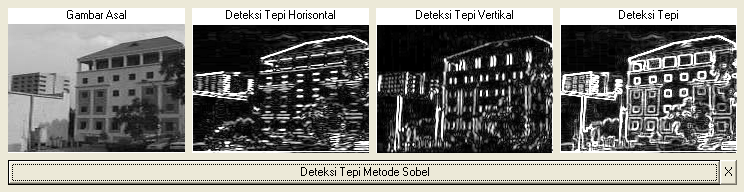 Gambar Asal
Deteksi Tepi Horisontal
Deteksi Tepi Vertikal
Deteksi Tepi
Deteksi Tepi Metode Sobel
X